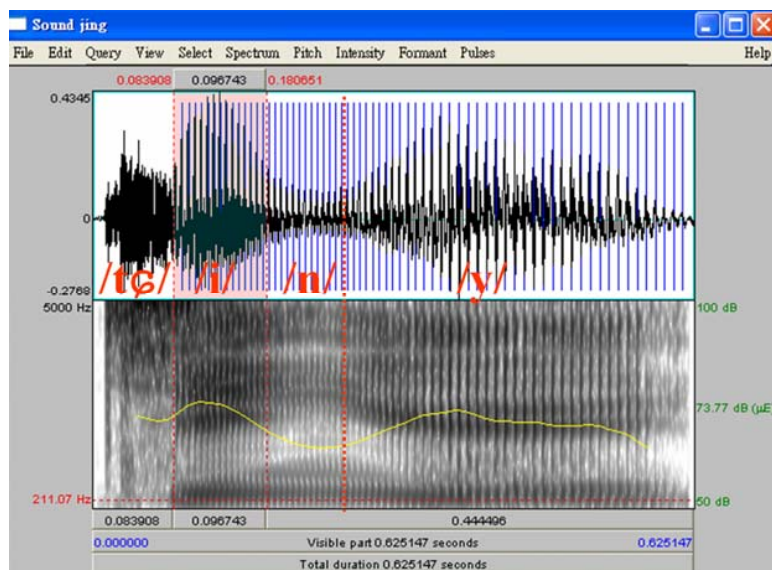 Sound jing
File Edit Query View Select Spectrum Pitch Intensity Formant Pulses Help
0.083908 0.096743 0.180651
0.4345
0
-0.2768
/tɕ/ /i/ /n/ /y/
5000 Hz 100 dB
73.77 dB (µE)
211.07 Hz 50 dB
0.083908 0.096743 0.444496
0.000000 Visible part 0.625147 seconds 0.625147
Total duration 0.625147 seconds